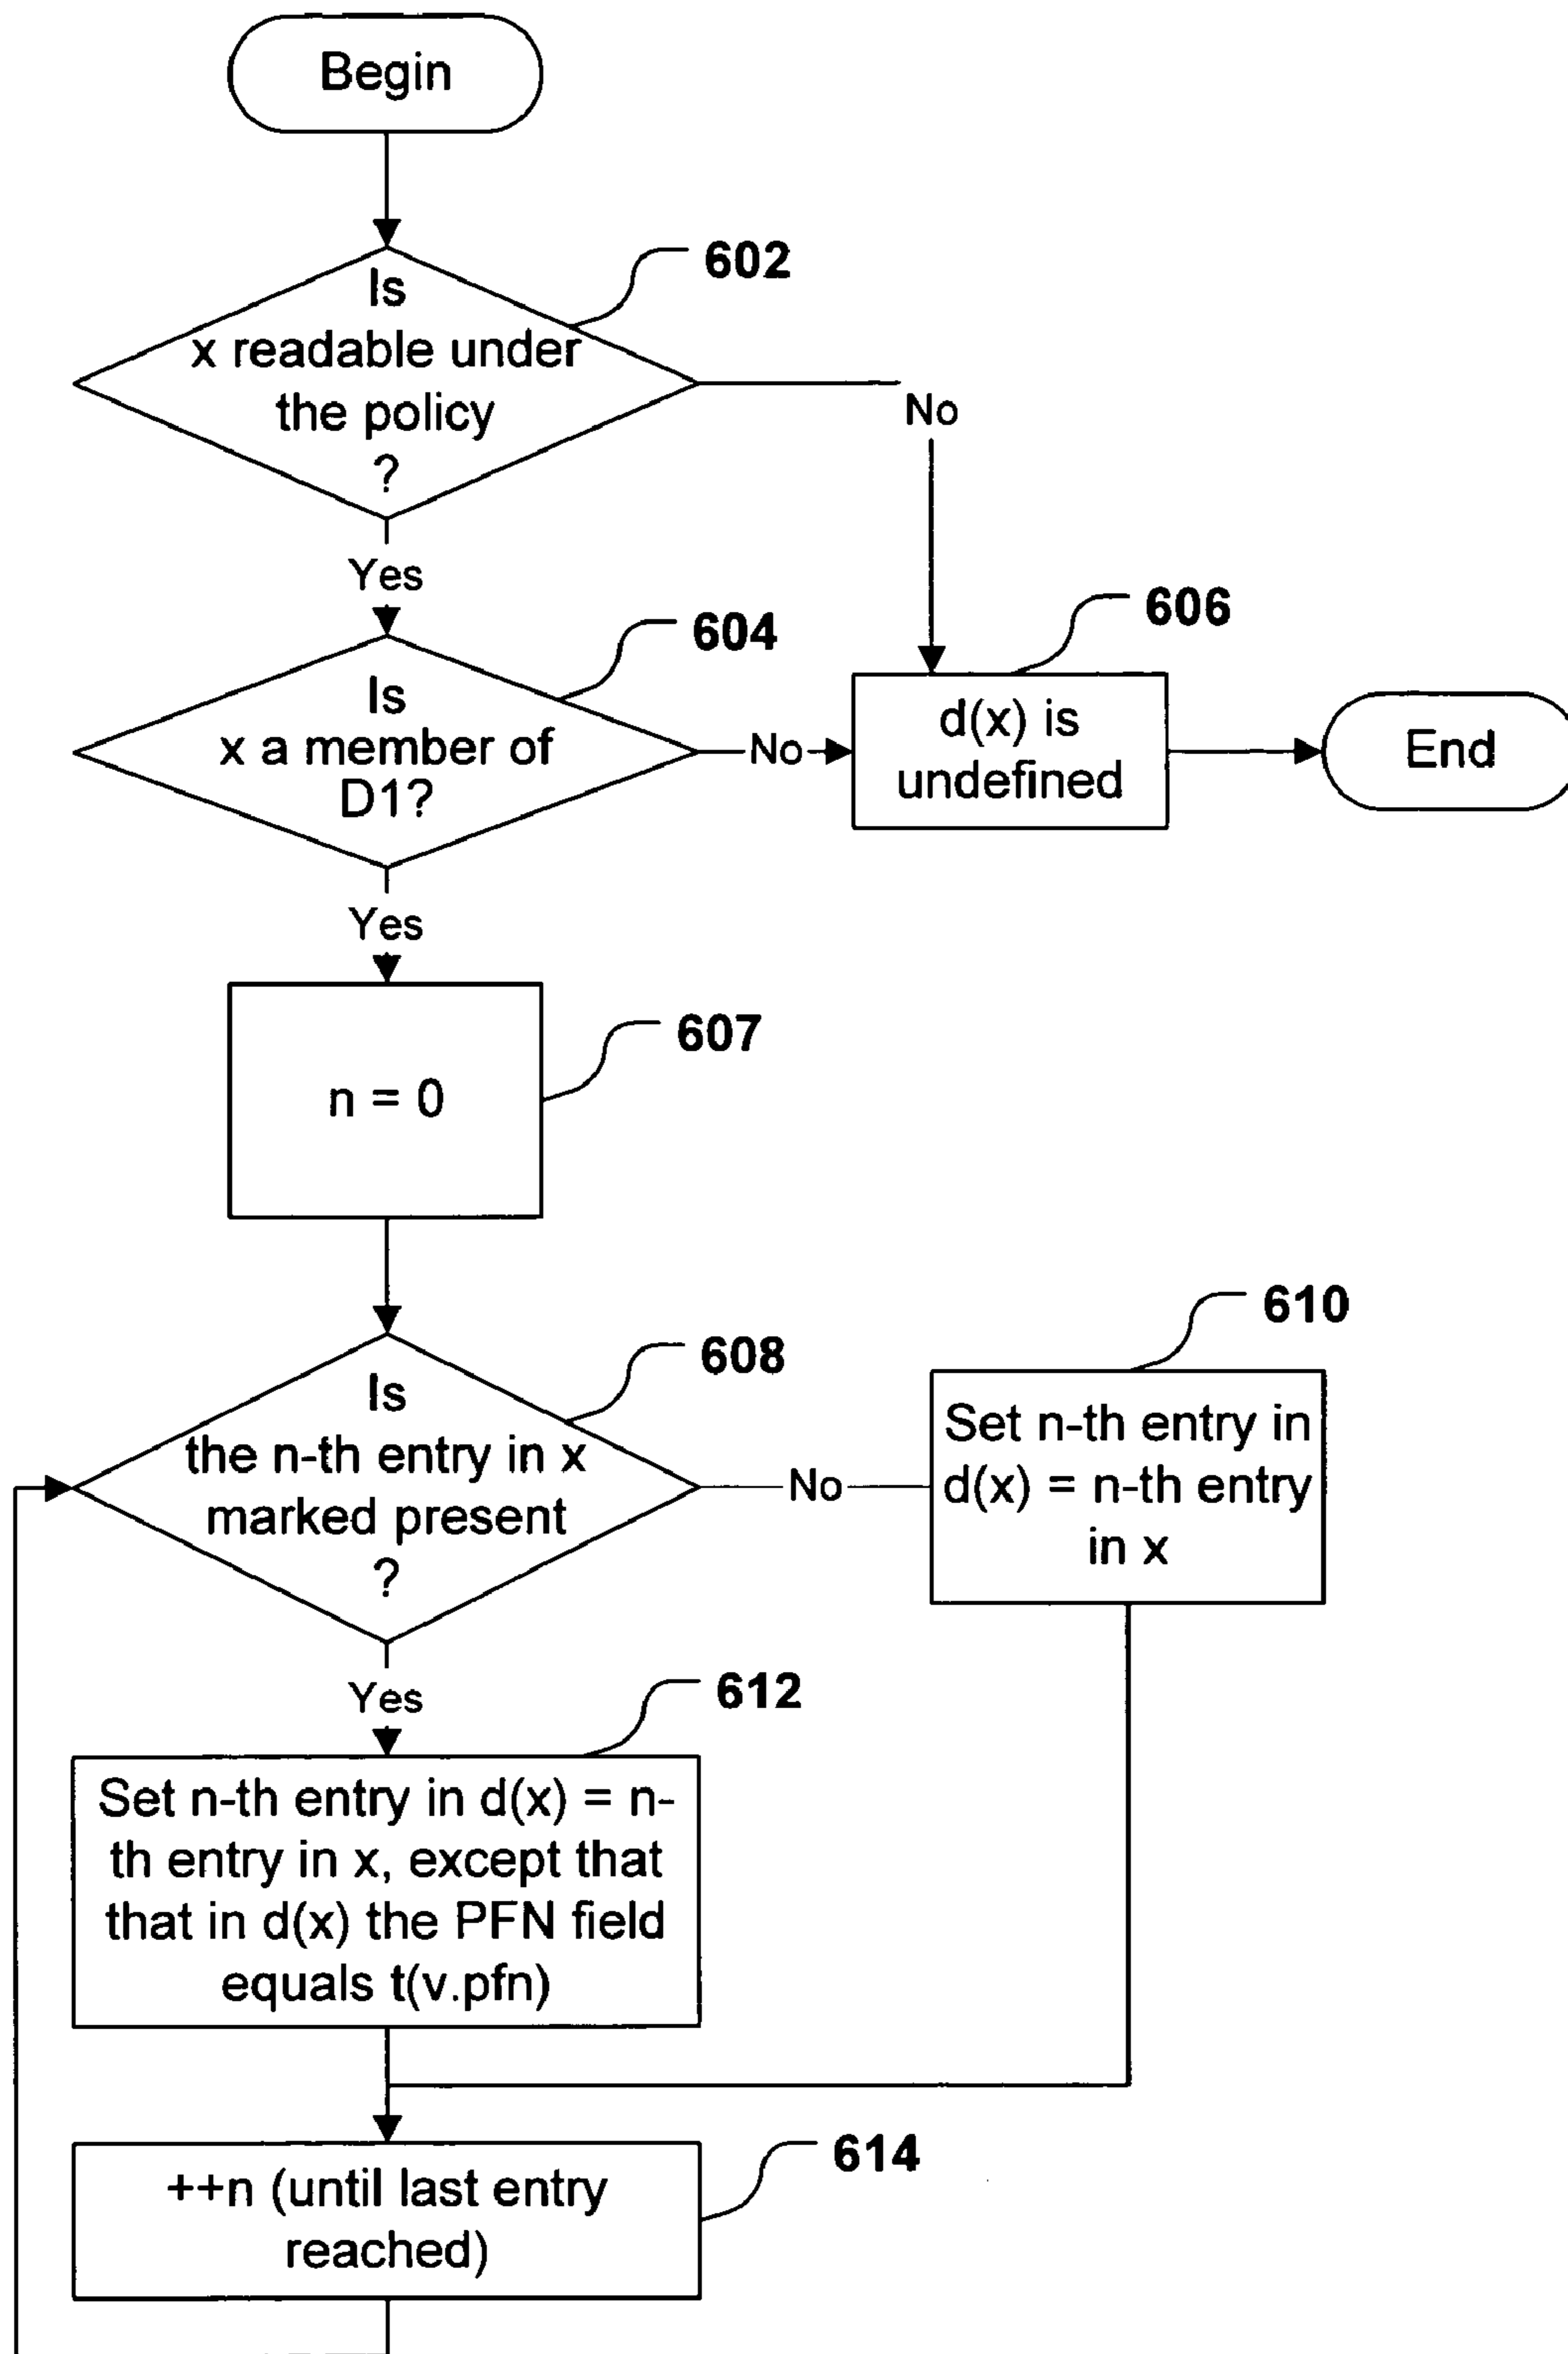 Begin
602
Is
x readable under
the policy
?
No
Yes
604
606
Is
x a member of
D1?
No
d(x) is
undefined
End
Yes
607
n = 0
608
610
Is
the n-th entry in x
marked present
?
No
Set n-th entry in
d(x) = n-th entry
in x
Yes
612
Set n-th entry in d(x) = n-
th entry in x, except that
that in d(x) the PFN field
equals t(v.pfn)
614
++n (until last entry
reached)